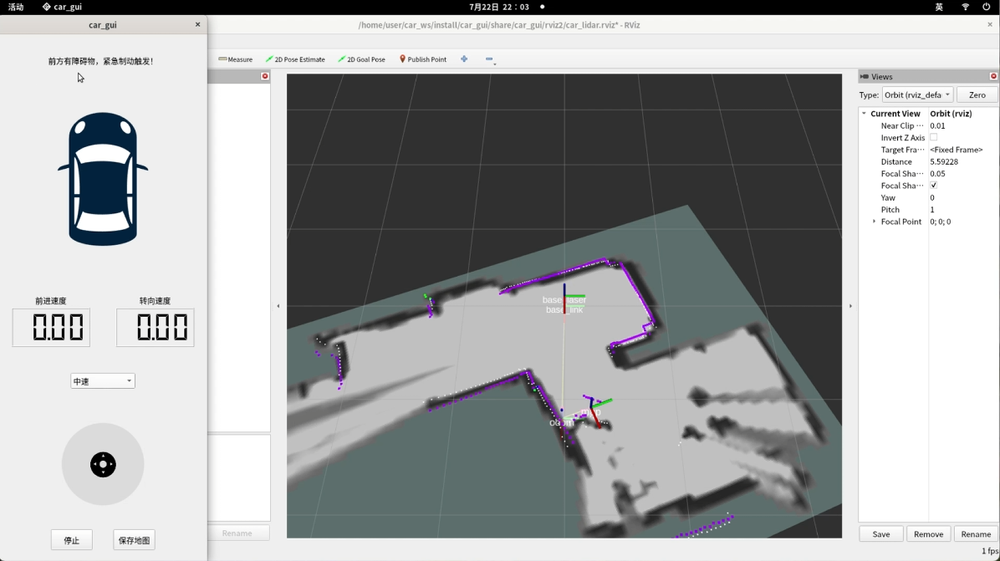 活动
car_gui
7月22日 22：03
英
car_gui
/home/user/car_ws/install/car_gui/share/car_gui/rviz2/car_lidar.rviz* - RViz
前方有障碍物，紧急制动触发!
前进速度
转向速度
0.00
0.00
中速
停止
保存地图
Measure
2D Pose Estimate
2D Goal Pose
Publish Point
base_laser
base_link
map
odom
Rename
Views
Type:
Orbit (rviz_defa
Zero
Current View Orbit (rviz)
Near Clip ··· 0.01
Invert Z Axis
Target Fra··· <Fixed Frame>
Distance 5.59228
Focal Sha··· 0.05
Focal Sha··· ✓
Yaw 0
Pitch 1
Focal Point 0; 0; 0
Save
Remove
Rename
1 fps